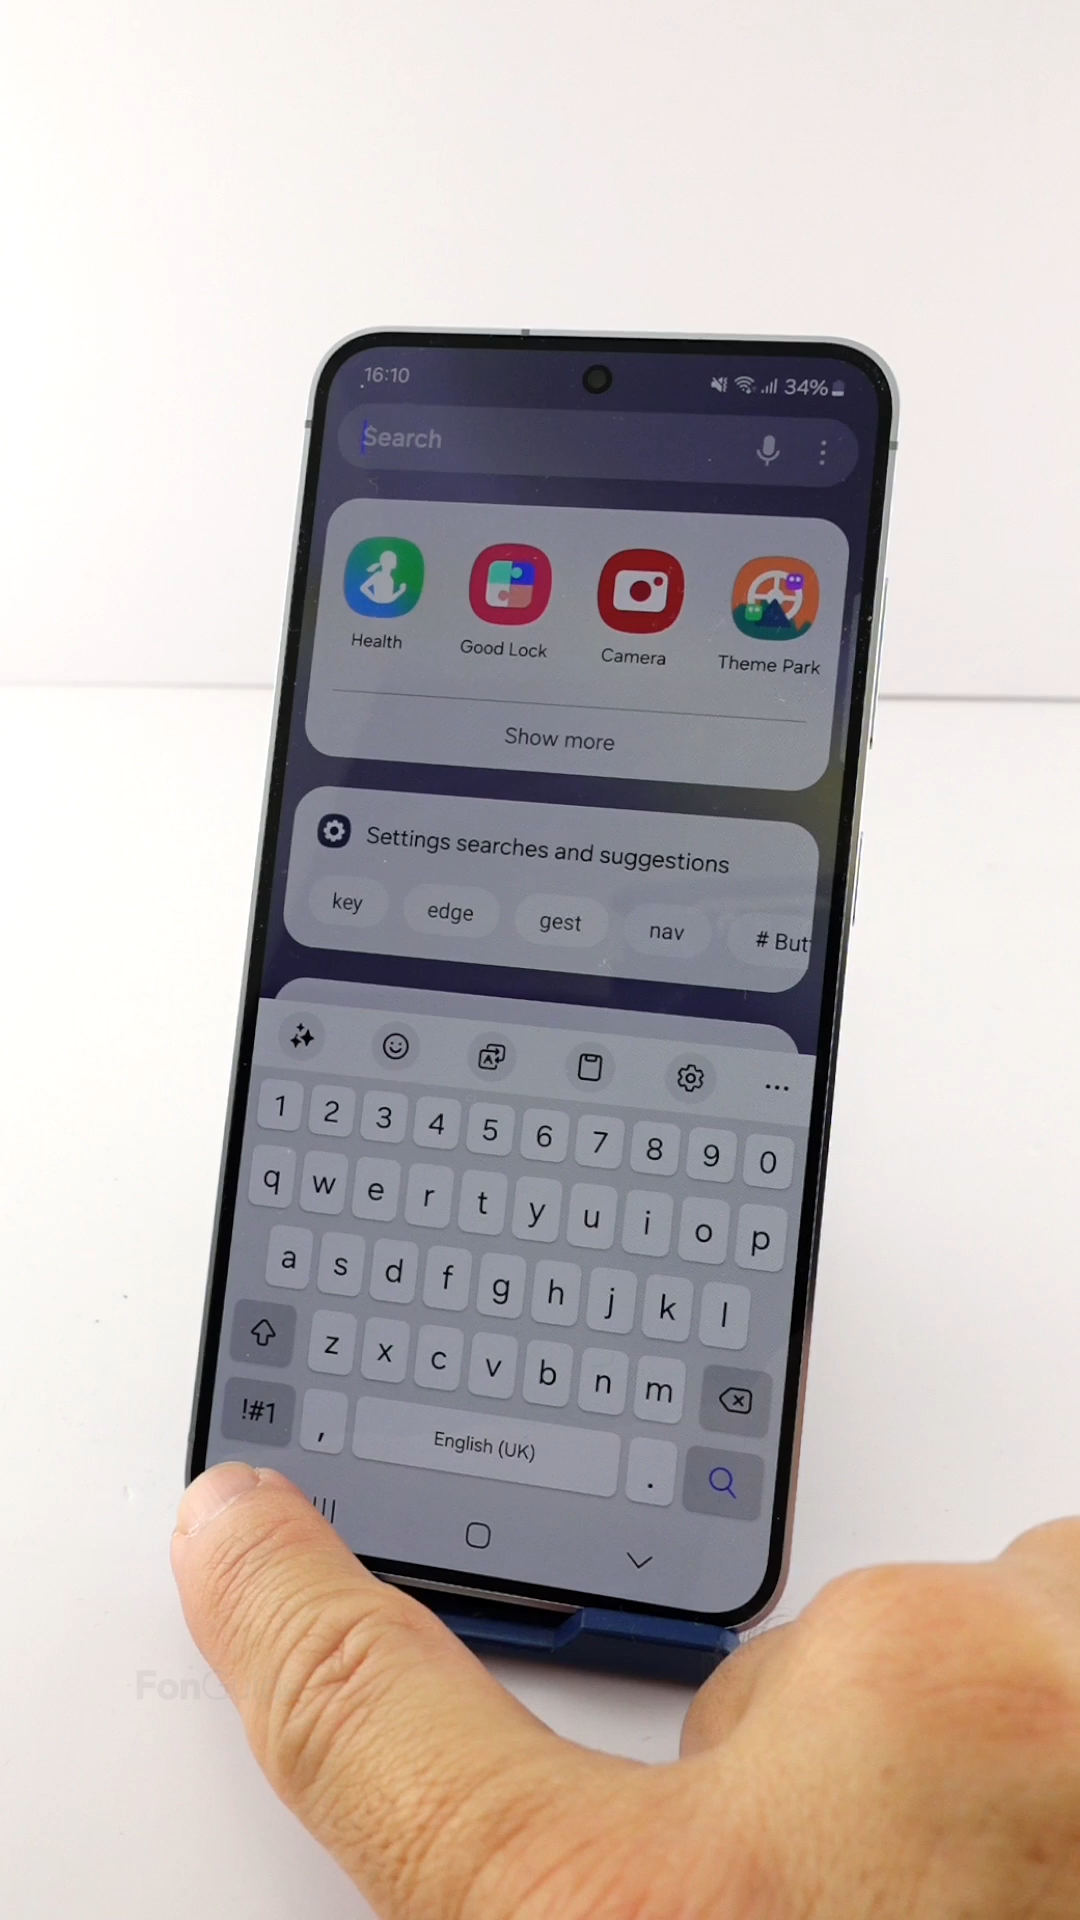 16:10
34%
Search
Health
Good Lock
Camera
Theme Park
Show more
Settings searches and suggestions
key
edge
gest
nav
# But
1 2 3 4 5 6 7 8 9 0
q w e r t y u i o p
a s d f g h j k l
z x c v b n m
!#1 , English (UK) .